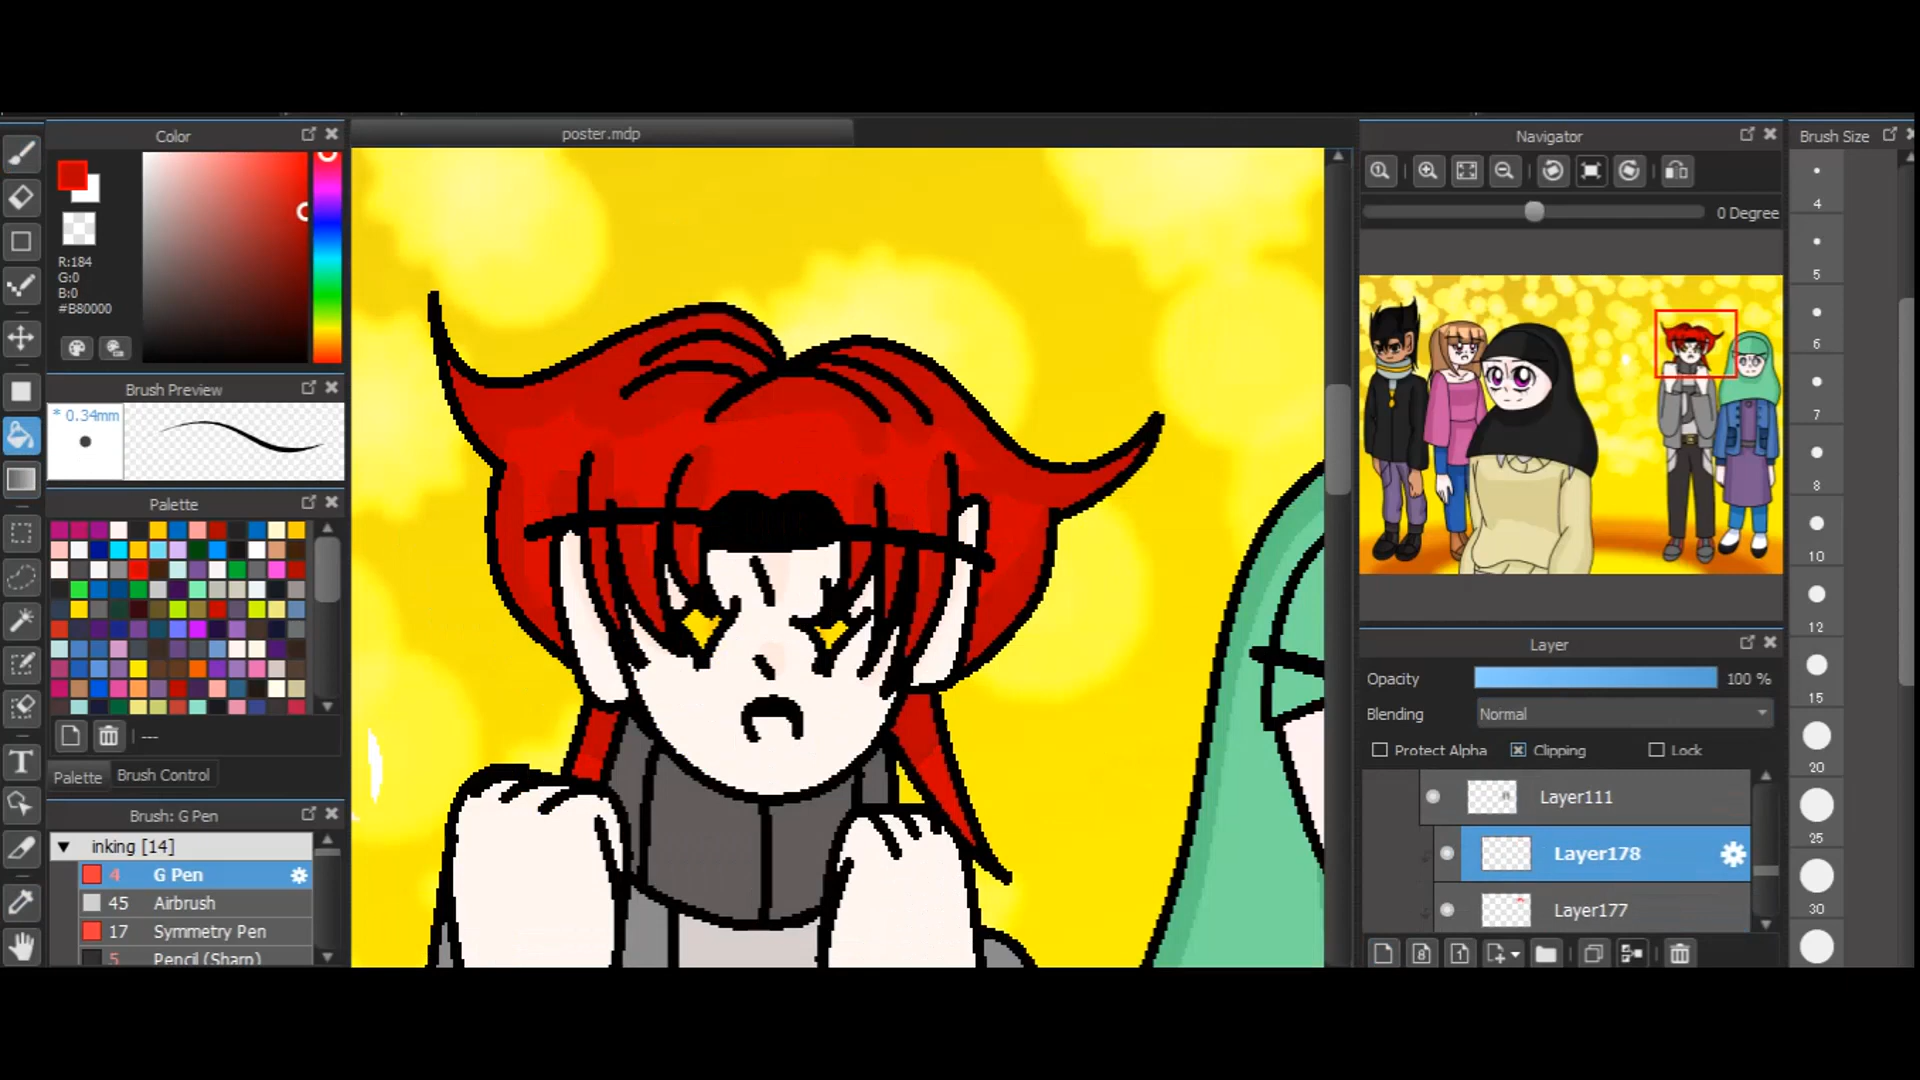 poster.mdp
Color
R:184
G:0
B:0
#B80000
Brush Preview
* 0.34mm
Palette
---
Palette
Brush Control
Brush: G Pen
inking [14]
4 G Pen
45 Airbrush
17 Symmetry Pen
5 Pencil (Sharp)
Navigator
0 Degree
Layer
Opacity 100 %
Blending Normal
Protect Alpha Clipping Lock
Layer111
Layer178
Layer177
Brush Size
4
5
6
7
8
10
12
15
20
25
30